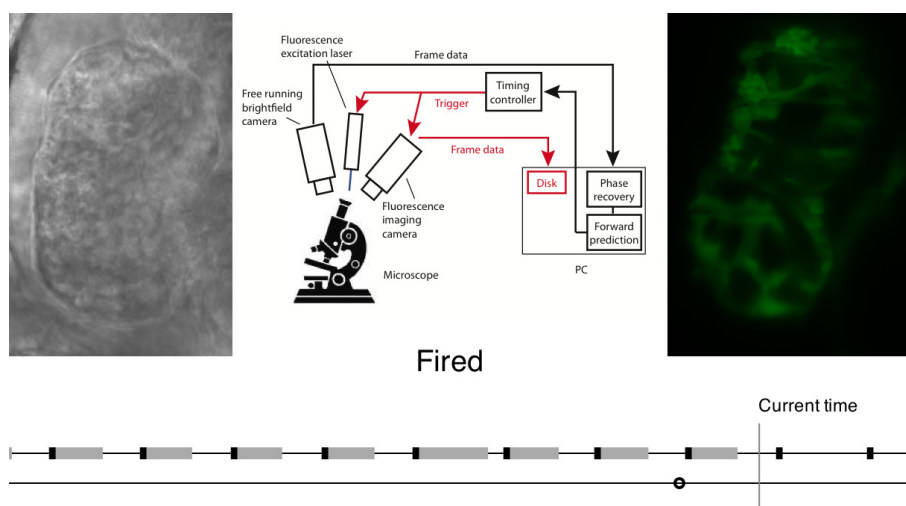 Fluorescence
excitation laser
Frame data
Free running
brightfield
camera
Timing
controller
Trigger
Frame data
Disk
Phase
recovery
Fluorescence
imaging
camera
Forward
prediction
Microscope
PC
Fired
Current time